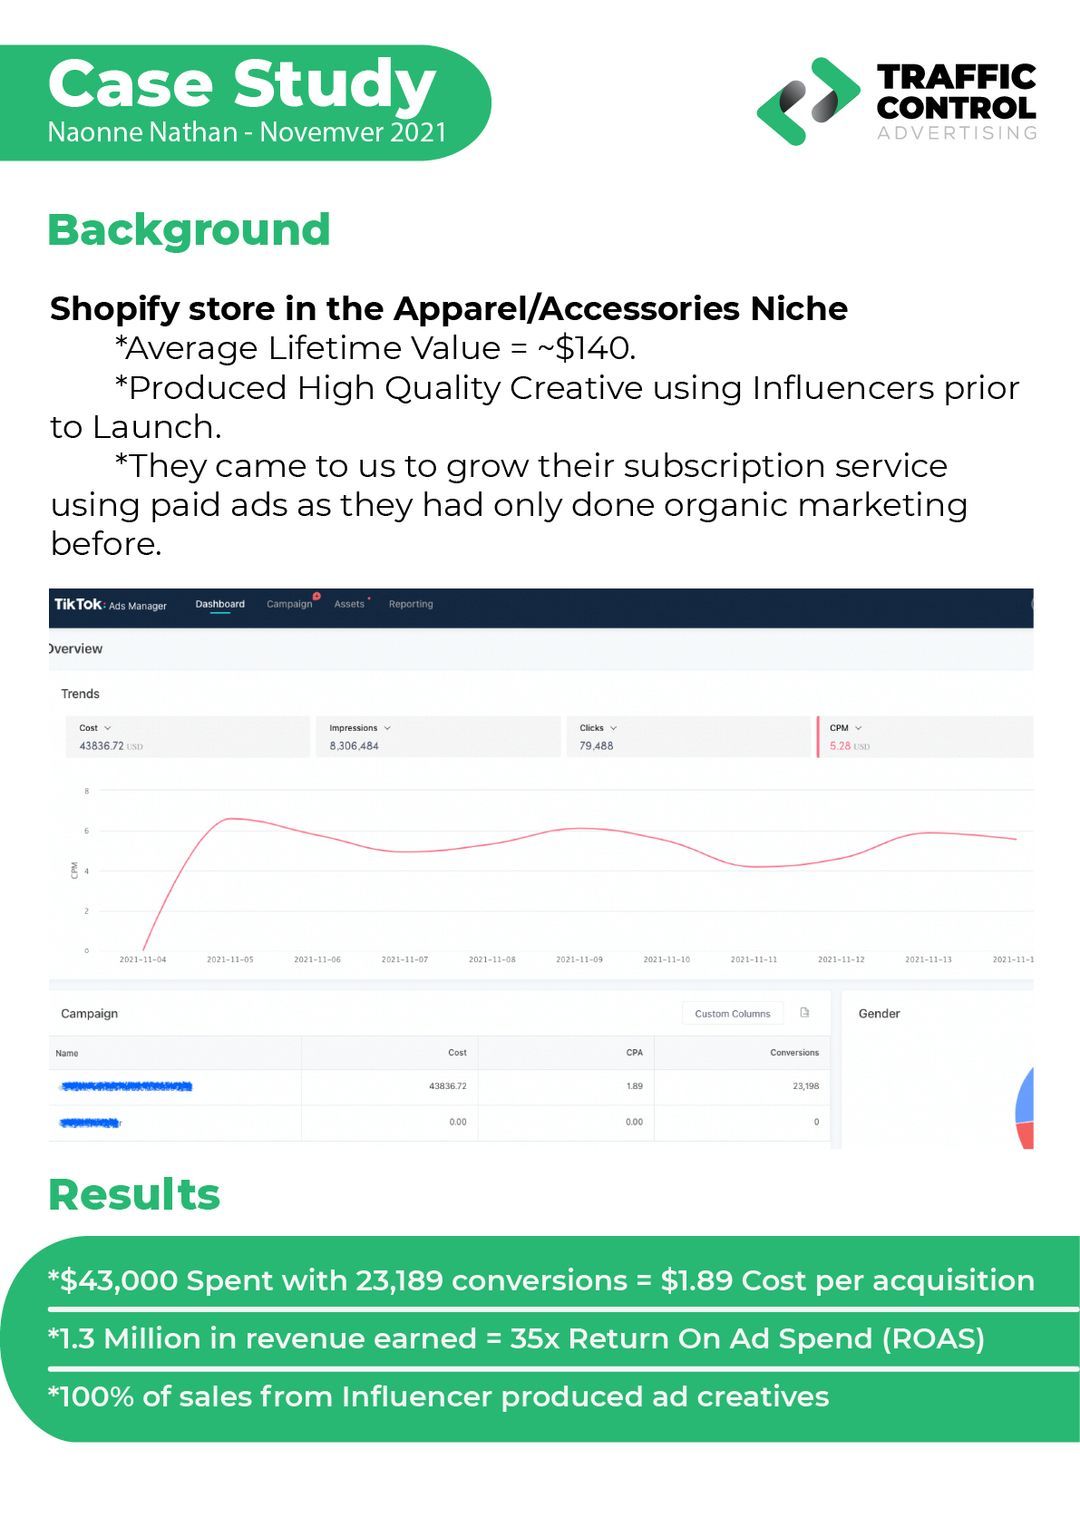 Case Study
Naonne Nathan - Novemver 2021
TRAFFIC
CONTROL
ADVERTISING
Background
Shopify store in the Apparel/Accessories Niche
*Average Lifetime Value = ~$140.
*Produced High Quality Creative using Influencers prior
to Launch.
*They came to us to grow their subscription service
using paid ads as they had only done organic marketing
before.
TikTok: Ads Manager Dashboard Campaign Assets Reporting
Overview
Trends
Cost Impressions Clicks CPM
43836.72 USD 8,306,484 79,488 5.28 USD
8
6
4
2
0
CPM
2021-11-04 2021-11-05 2021-11-06 2021-11-07 2021-11-08 2021-11-09 2021-11-10 2021-11-11 2021-11-12 2021-11-13 2021-11-1
Campaign Custom Columns Gender
Name Cost CPA Conversions
43836.72 1.89 23,198
0.00 0.00 0
Results
*$43,000 Spent with 23,189 conversions = $1.89 Cost per acquisition
*1.3 Million in revenue earned = 35x Return On Ad Spend (ROAS)
*100% of sales from Influencer produced ad creatives